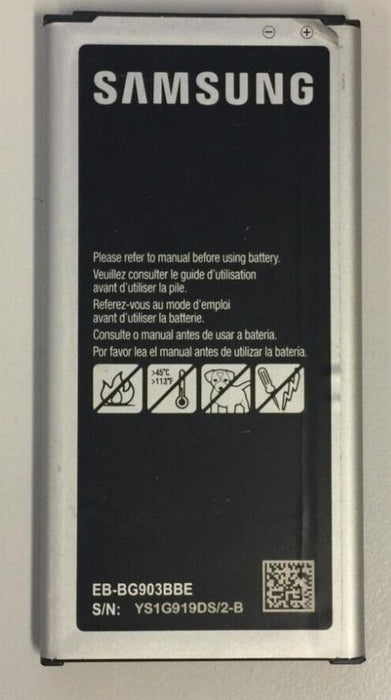 ⊖ ⊕
SAMSUNG
Please refer to manual before using battery.
Veuillez consulter le guide d'utilisation
avant d'utiliser la pile.
Referez-vous au mode d'emploi
avant d'utiliser la batterie.
Consulte o manual antes de usar a bateria.
Por favor lea el manual antes de utilizar la batería.
>45°C
>113°F
EB-BG903BBE
S/N: YS1G919DS/2-B